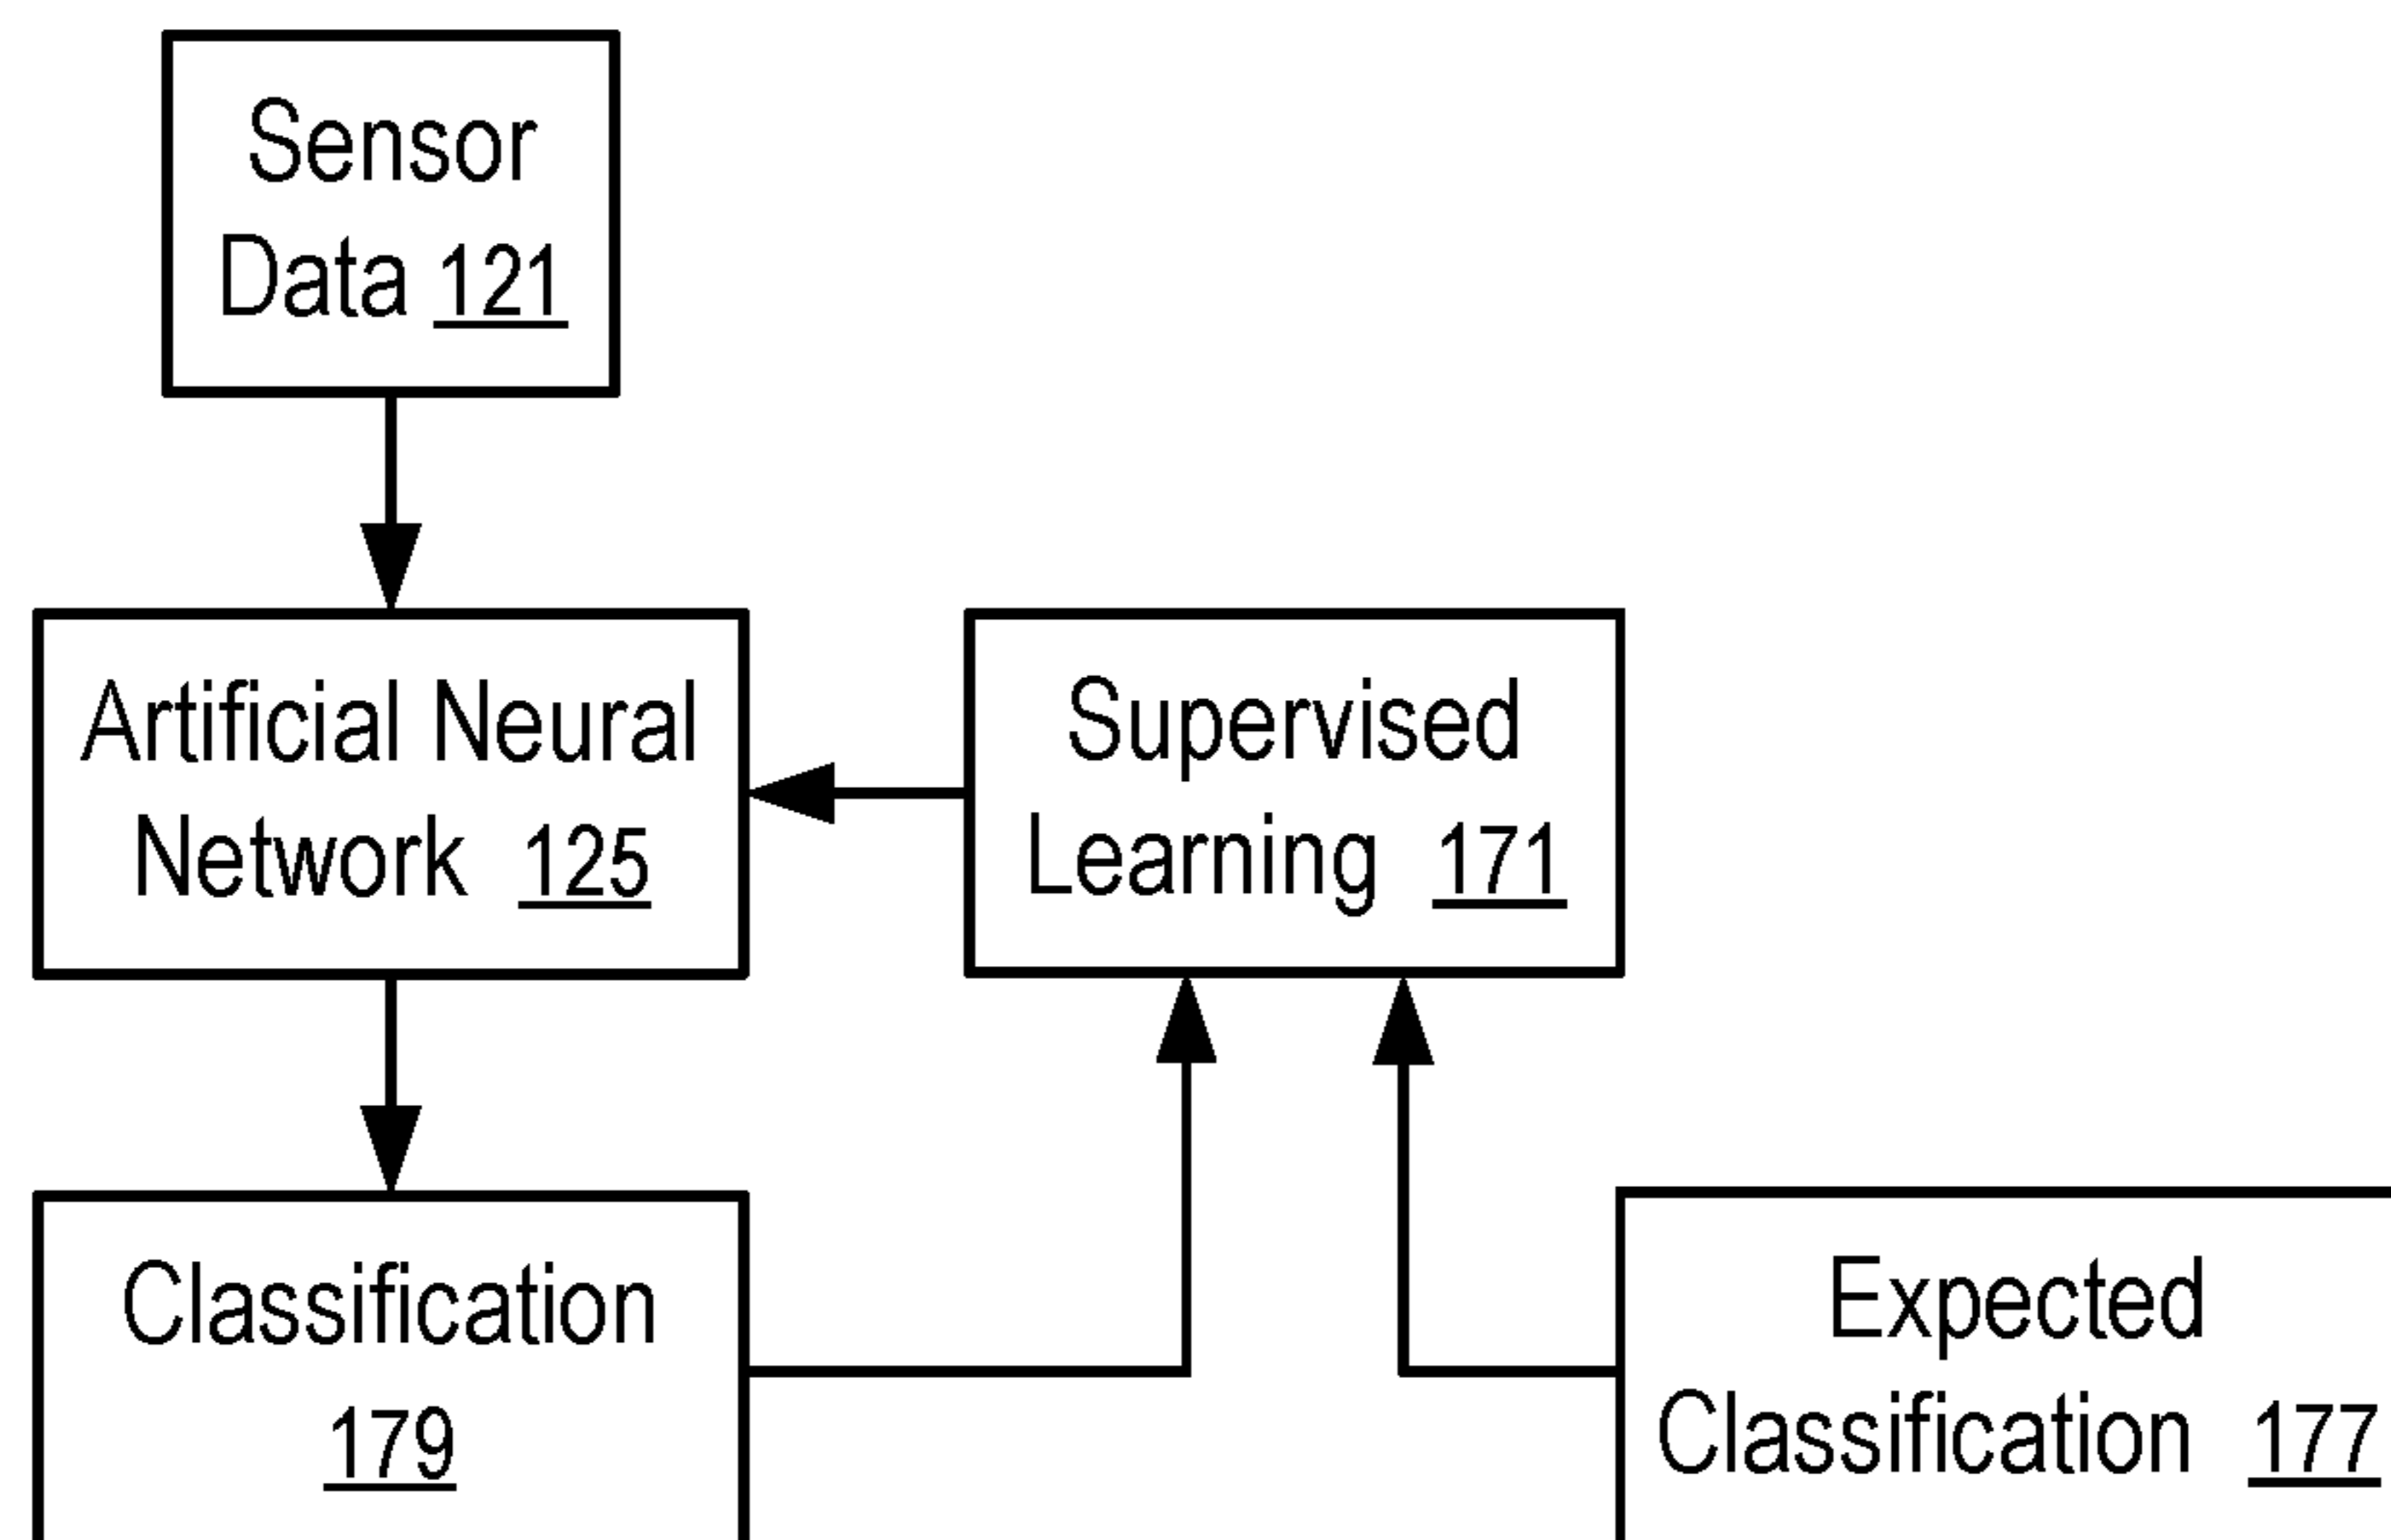 Sensor
Data 121
Artificial Neural
Network 125
Supervised
Learning 171
Classification
179
Expected
Classification 177